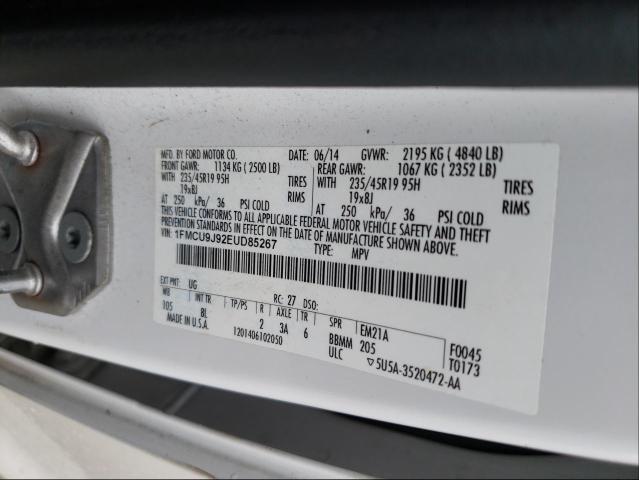 MFD. BY FORD MOTOR CO. DATE: 06/14 GVWR: 2195 KG ( 4840 LB)
FRONT GAWR: 1134 KG ( 2500 LB) REAR GAWR: 1067 KG ( 2352 LB)
WITH 235/45R19 95H TIRES WITH 235/45R19 95H TIRES
19x8J RIMS 19x8J RIMS
AT 250 kPa/ 36 PSI COLD AT 250 kPa/ 36 PSI COLD
THIS VEHICLE CONFORMS TO ALL APPLICABLE FEDERAL MOTOR VEHICLE SAFETY AND THEFT
PREVENTION STANDARDS IN EFFECT ON THE DATE OF MANUFACTURE SHOWN ABOVE.
VIN: 1FMCU9J92EUD85267 TYPE: MPV
EXT PNT: UG RC: 27 DSO:
WB INT TR TP/PS R AXLE TR SPR EM21A F0045
105 8L 2 3A 6 BBMM 205 T0173
MADE IN U.S.A. 1201406102050 ULC ▽5U5A-3520472-AA